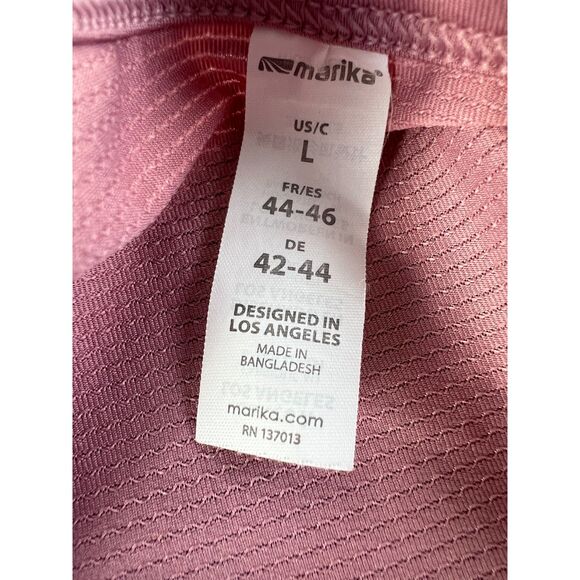 marika®
US/C
L
FR/ES
44-46
DE
42-44
DESIGNED IN
LOS ANGELES
MADE IN
BANGLADESH
marika.com
RN 137013